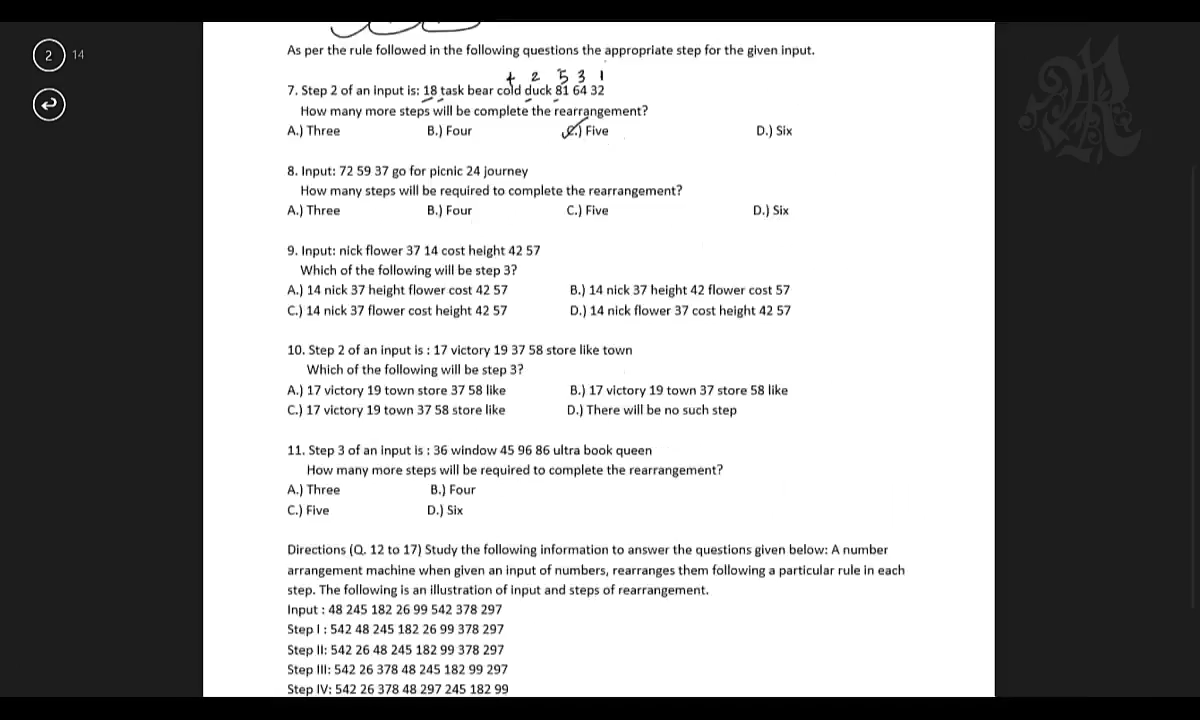 2 14
As per the rule followed in the following questions the appropriate step for the given input.
+ 2 5 3 1
7. Step 2 of an input is: 18 task bear cold duck 81 64 32
How many more steps will be complete the rearrangement?
A.) Three B.) Four C.) Five D.) Six
8. Input: 72 59 37 go for picnic 24 journey
How many steps will be required to complete the rearrangement?
A.) Three B.) Four C.) Five D.) Six
9. Input: nick flower 37 14 cost height 42 57
Which of the following will be step 3?
A.) 14 nick 37 height flower cost 42 57 B.) 14 nick 37 height 42 flower cost 57
C.) 14 nick 37 flower cost height 42 57 D.) 14 nick flower 37 cost height 42 57
10. Step 2 of an input is : 17 victory 19 37 58 store like town
Which of the following will be step 3?
A.) 17 victory 19 town store 37 58 like B.) 17 victory 19 town 37 store 58 like
C.) 17 victory 19 town 37 58 store like D.) There will be no such step
11. Step 3 of an input is : 36 window 45 96 86 ultra book queen
How many more steps will be required to complete the rearrangement?
A.) Three B.) Four
C.) Five D.) Six
Directions (Q. 12 to 17) Study the following information to answer the questions given below: A number
arrangement machine when given an input of numbers, rearranges them following a particular rule in each
step. The following is an illustration of input and steps of rearrangement.
Input : 48 245 182 26 99 542 378 297
Step I : 542 48 245 182 26 99 378 297
Step II: 542 26 48 245 182 99 378 297
Step III: 542 26 378 48 245 182 99 297
Step IV: 542 26 378 48 297 245 182 99